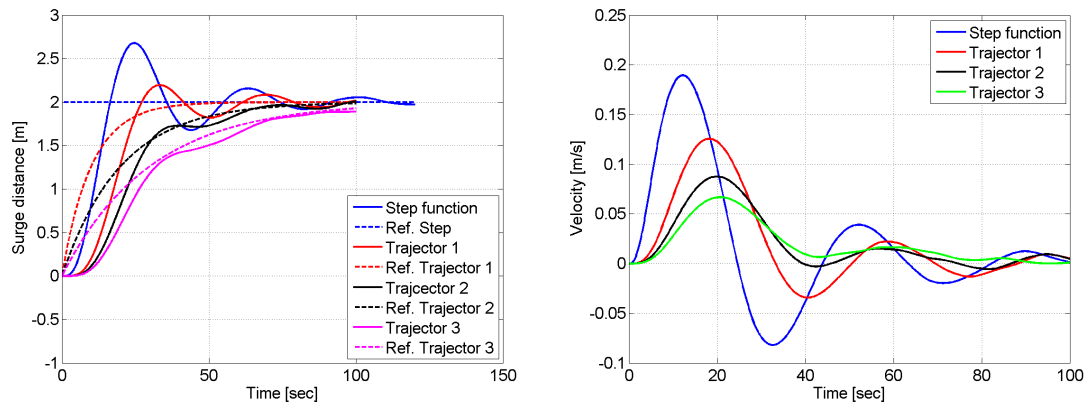 3
2.5
2
1.5
1
0.5
0
-0.5
-1
0
50
100
150
Surge distance [m]
Time [sec]
Step function
Ref. Step
Trajector 1
Ref. Trajector 1
Trajcector 2
Ref. Trajector 2
Trajector 3
Ref. Trajector 3
0.25
0.2
0.15
0.1
0.05
0
-0.05
-0.1
0
20
40
60
80
100
Velocity [m/s]
Time [sec]
Step function
Trajector 1
Trajector 2
Trajector 3